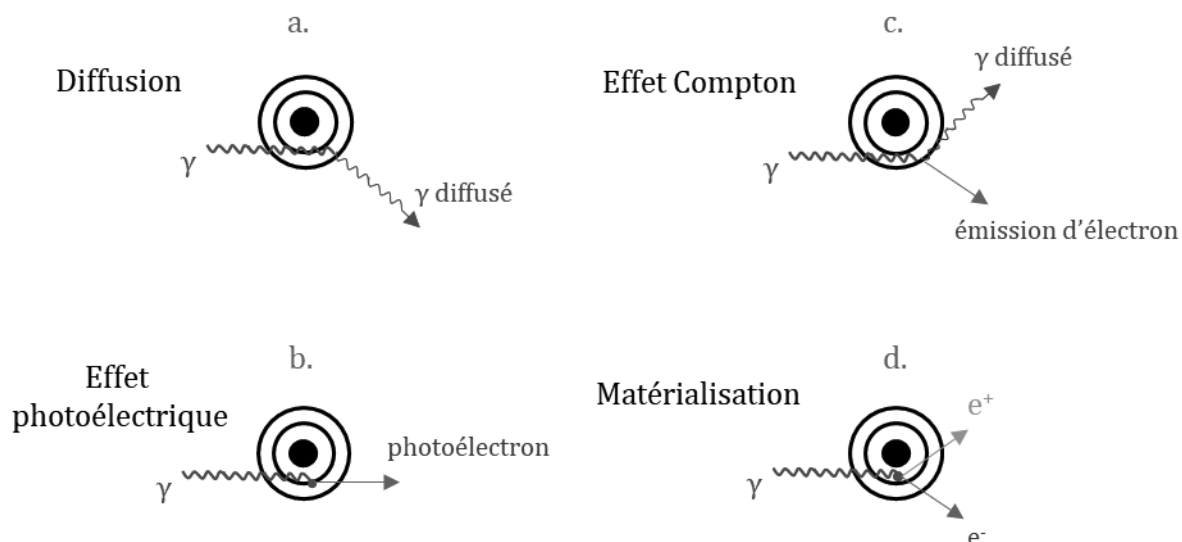 a.
Diffusion
γ
γ diffusé
c.
Effet Compton
γ diffusé
γ
émission d'électron
b.
Effet
photoélectrique
photoélectron
γ
d.
Matérialisation
e⁺
γ
e⁻